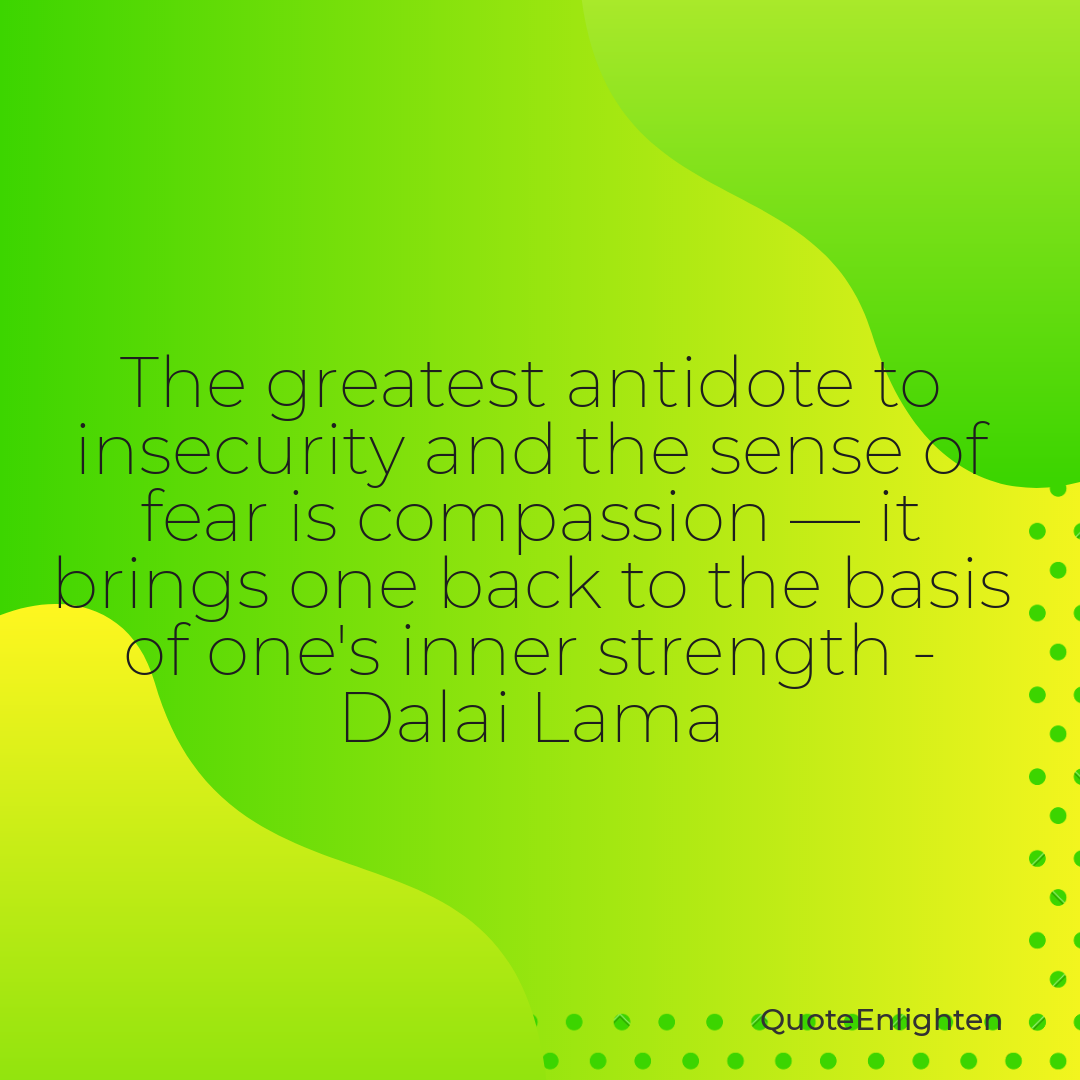 The greatest antidote to
insecurity and the sense of
fear is compassion — it
brings one back to the basis
of one's inner strength -
Dalai Lama
QuoteEnlighten